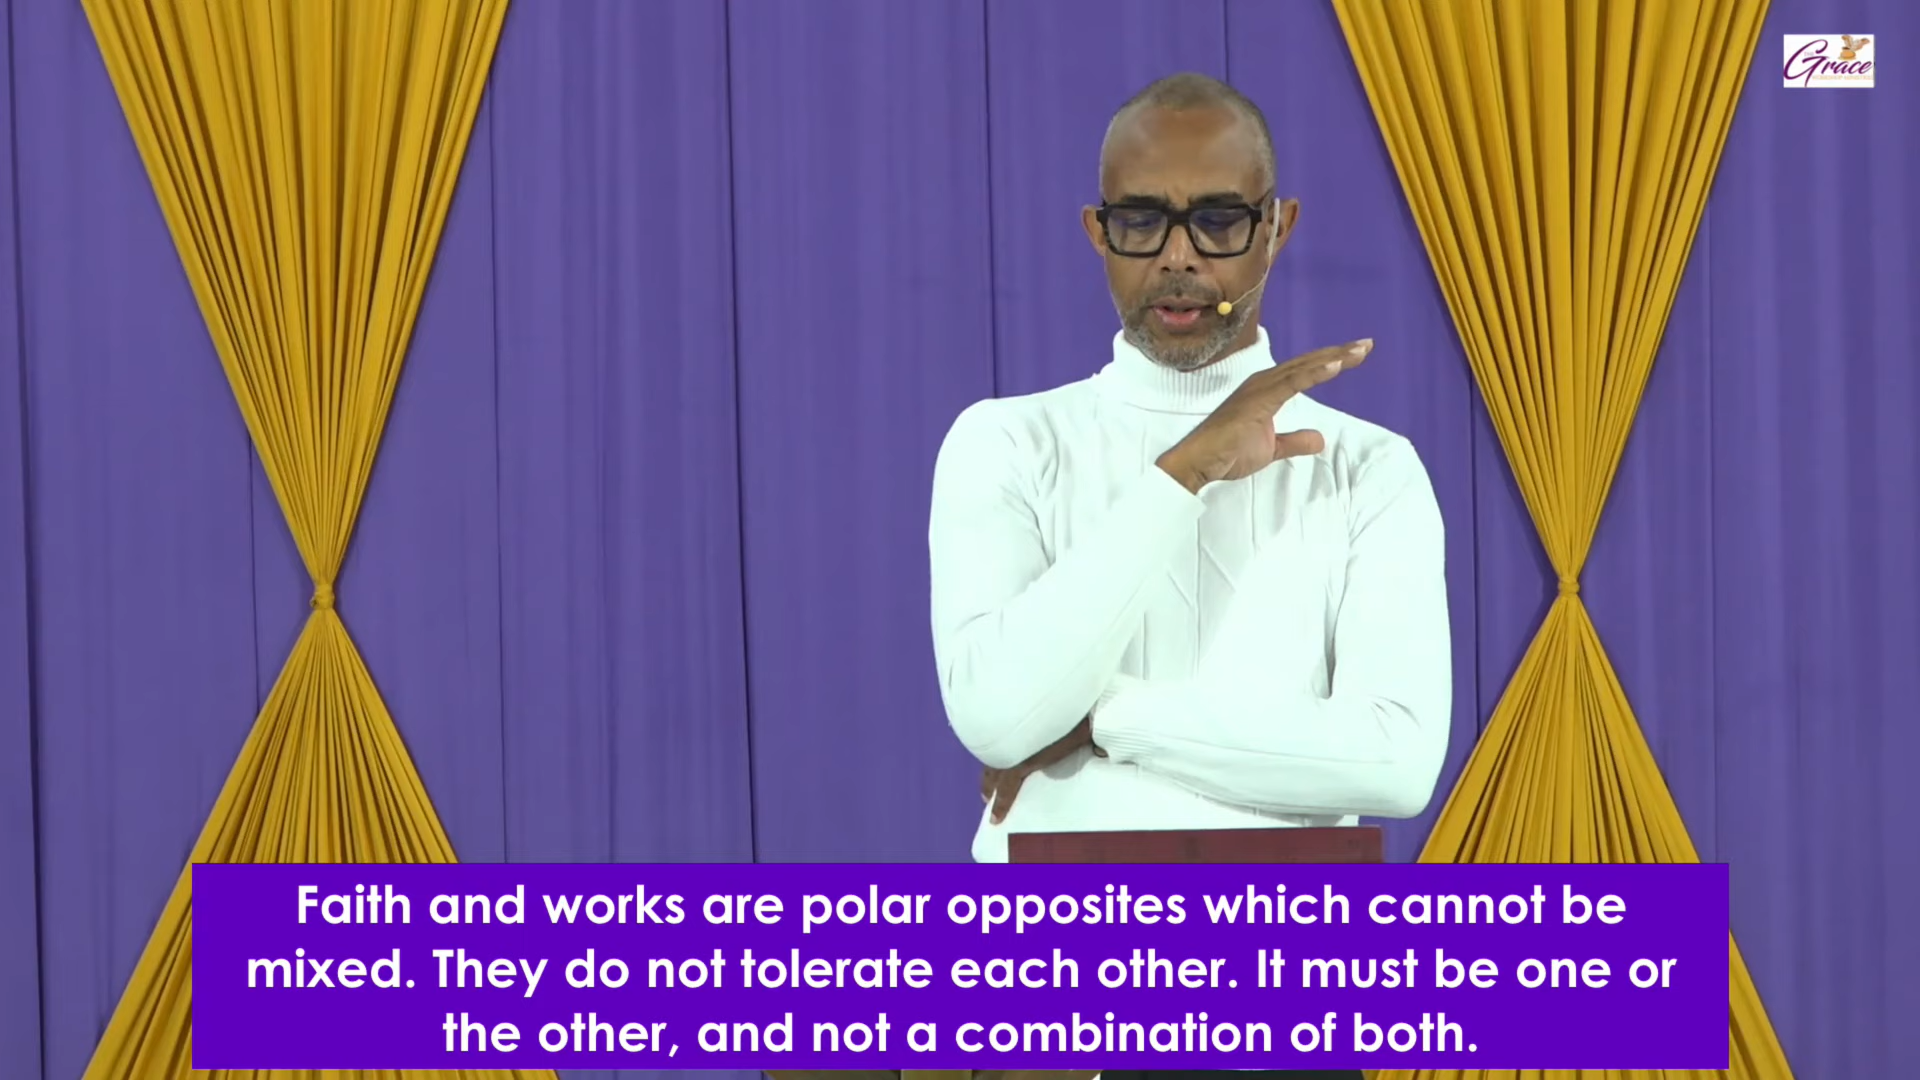 Grace
Faith and works are polar opposites which cannot be
mixed. They do not tolerate each other. It must be one or
the other, and not a combination of both.